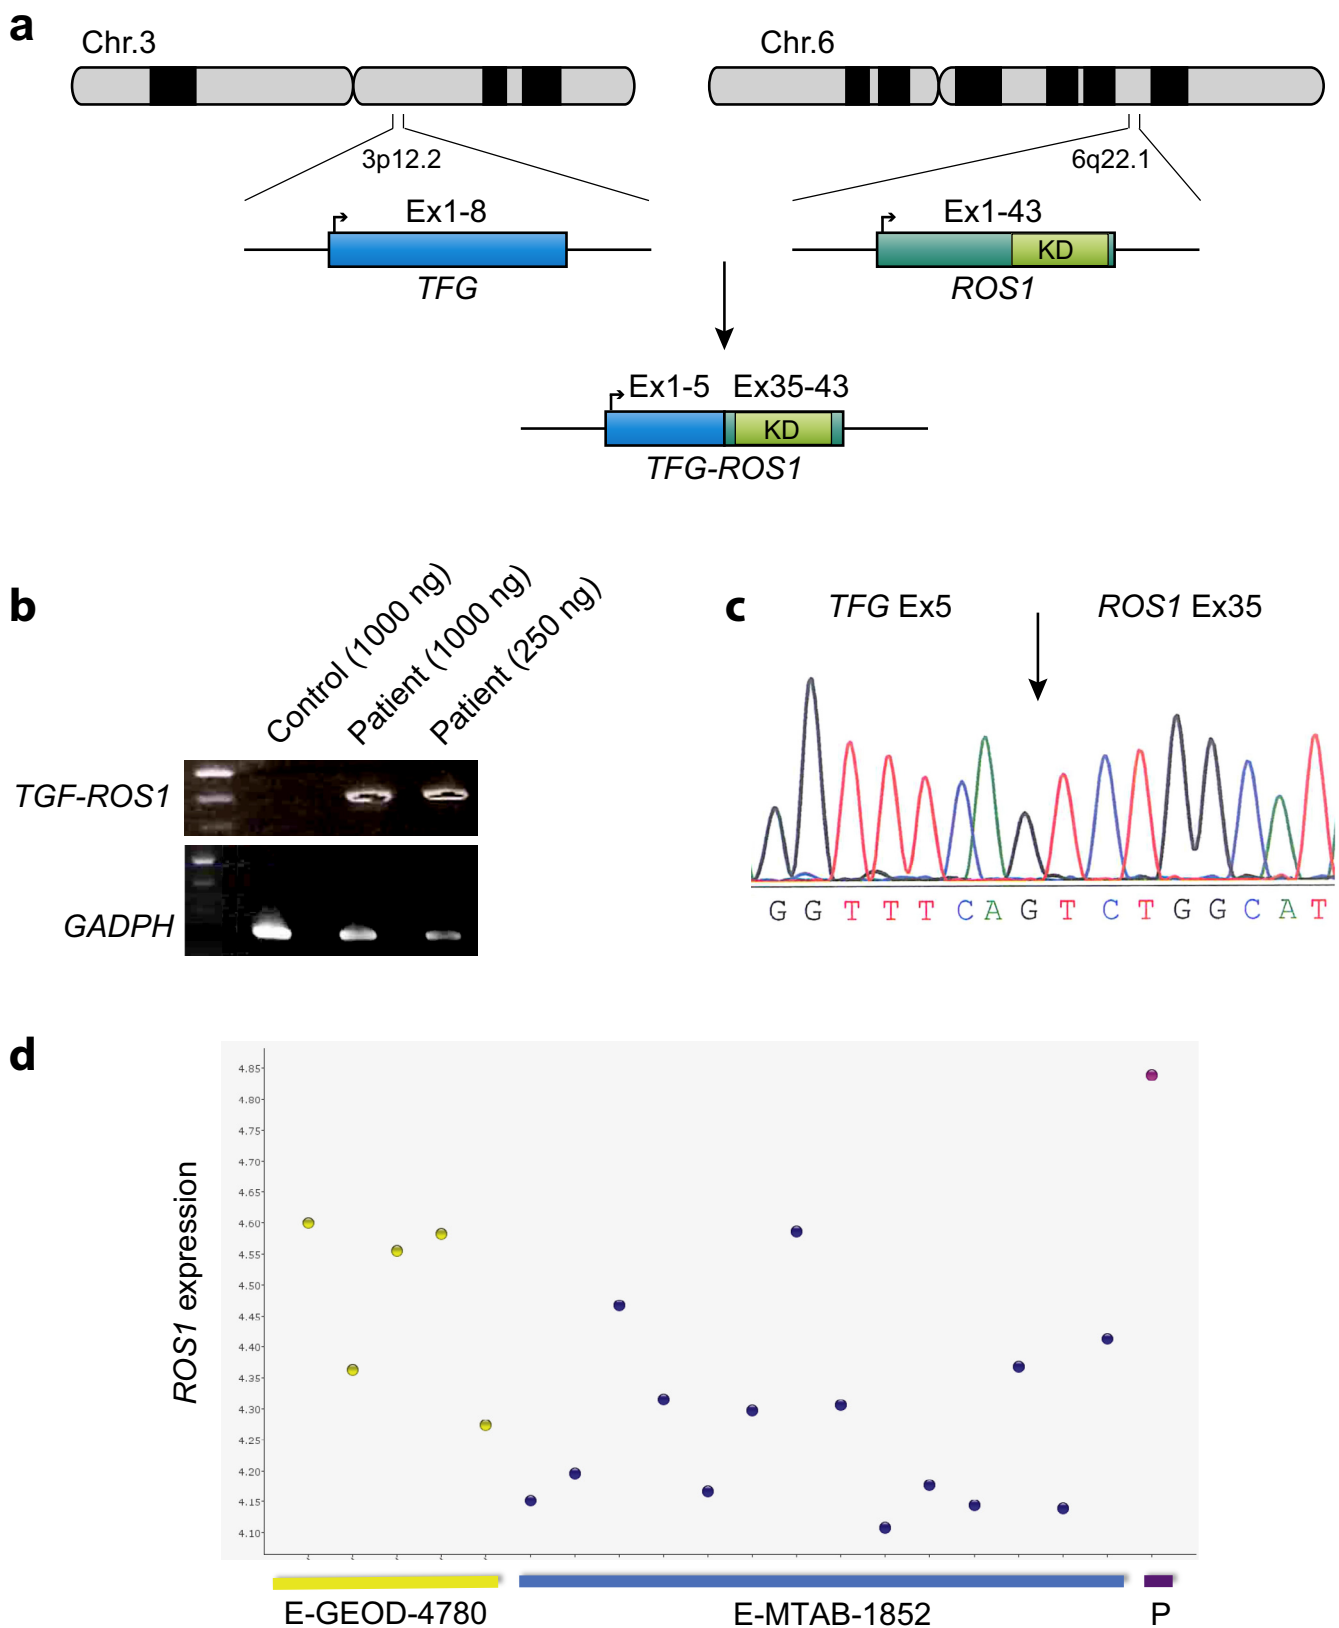 a
Chr.3
Chr.6
3p12.2
6q22.1
Ex1-8
Ex1-43
KD
TFG
ROS1
Ex1-5 Ex35-43
KD
TFG-ROS1
b
Control (1000 ng)
Patient (1000 ng)
Patient (250 ng)
TGF-ROS1
GADPH
c
TFG Ex5
ROS1 Ex35
G G T T T C A G T C T G G C A T
d
ROS1 expression
4.85
4.80
4.75
4.70
4.65
4.60
4.55
4.50
4.45
4.40
4.35
4.30
4.25
4.20
4.15
4.10
E-GEOD-4780
E-MTAB-1852
P